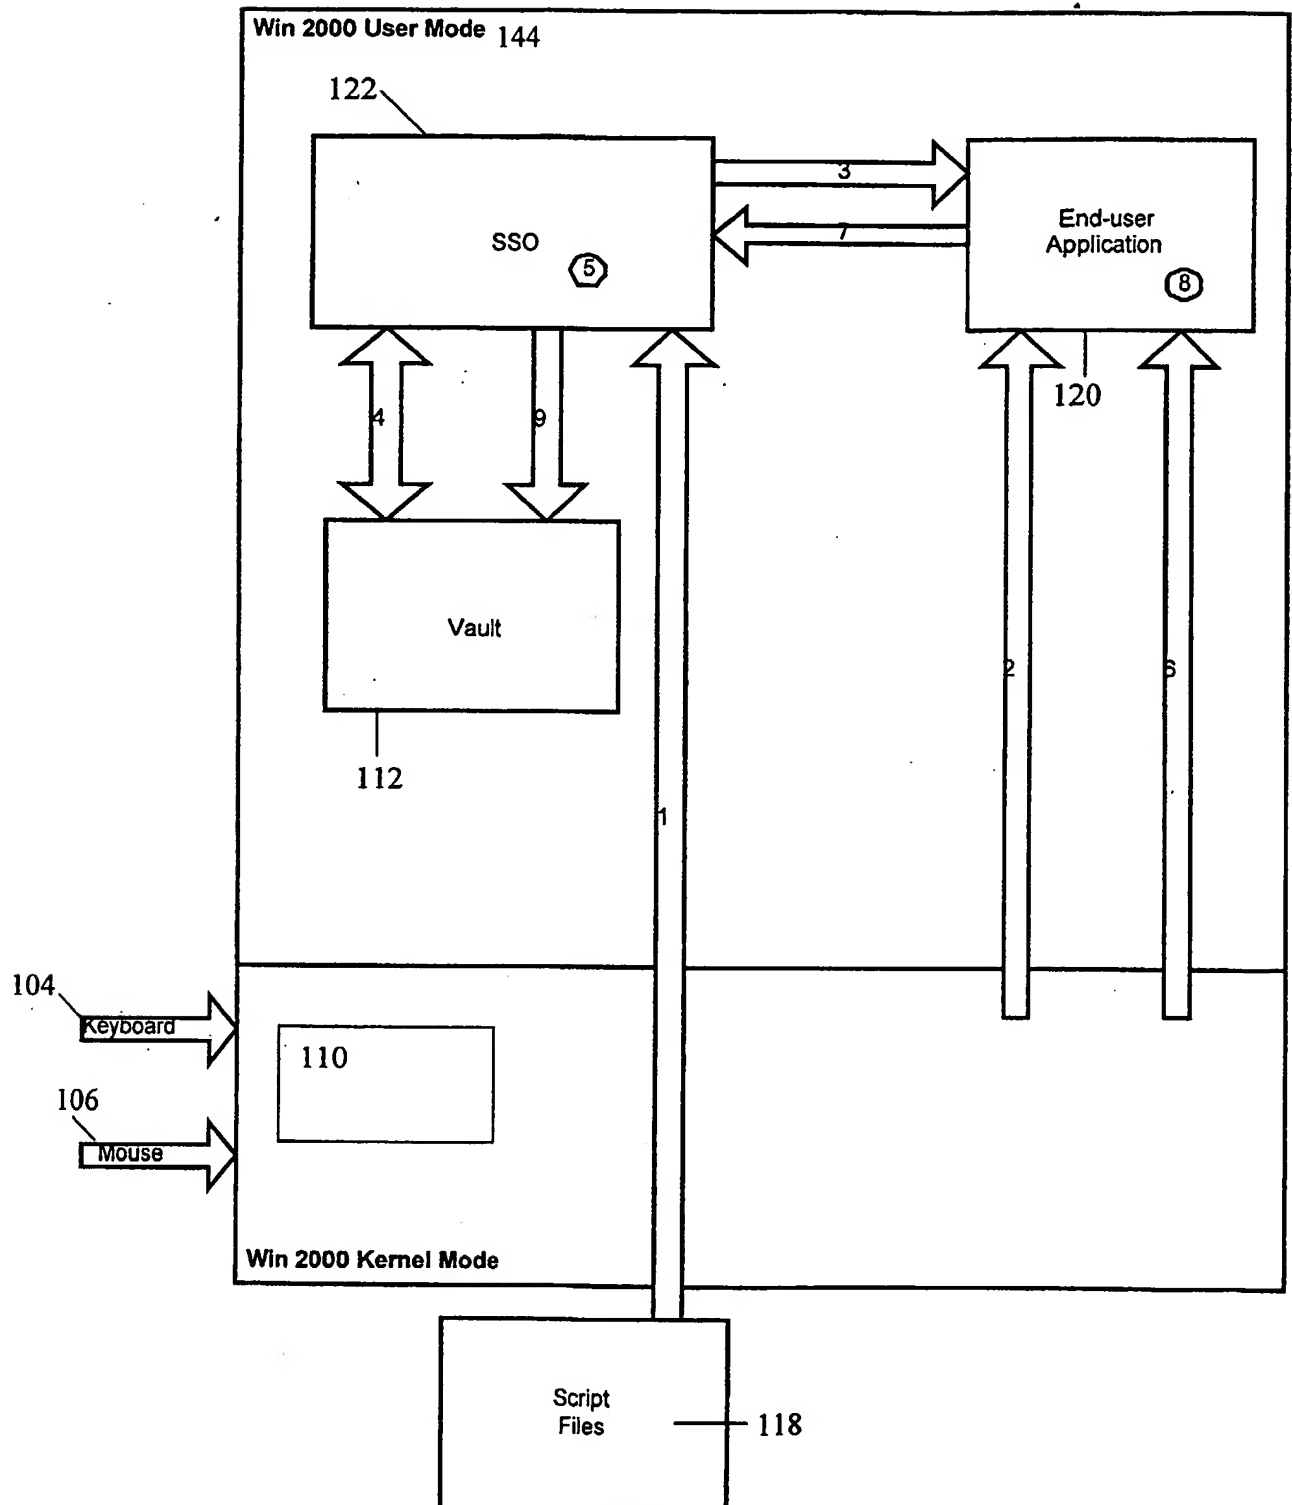 Win 2000 User Mode 144
122
3
7
SSO
5
End-user
Application
8
4
9
120
Vault
2
6
112
1
104
Keyboard
110
106
Mouse
Win 2000 Kernel Mode
Script
Files
118